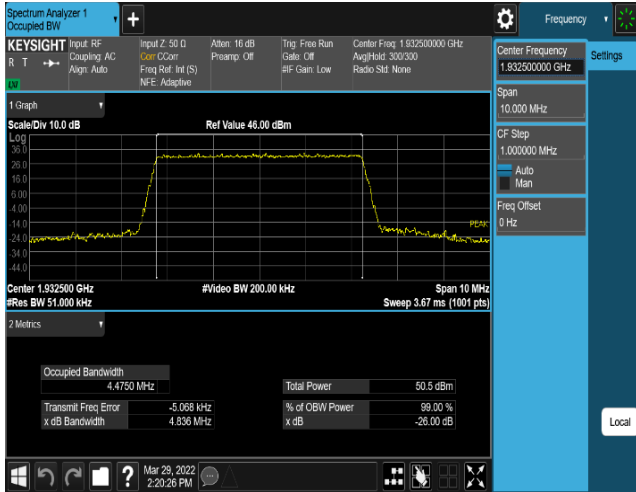 Spectrum Analyzer 1
Occupied BW
+
Frequency
KEYSIGHT
R T
Input: RF
Coupling: AC
Align: Auto
Input Z: 50 Ω
Corr CCorr
Freq Ref: Int (S)
NFE: Adaptive
Atten: 16 dB
Preamp: Off
Trig: Free Run
Gate: Off
#IF Gain: Low
Center Freq: 1.932500000 GHz
Avg|Hold: 300/300
Radio Std: None
Center Frequency
1.932500000 GHz
Settings
Span
10.000 MHz
CF Step
1.000000 MHz
Auto
Man
Freq Offset
0 Hz
Local
1 Graph
Scale/Div 10.0 dB
Ref Value 46.00 dBm
Log
36.0
26.0
16.0
6.00
-4.00
-14.0
-24.0
-34.0
-44.0
PEAK
Center 1.932500 GHz
#Video BW 200.00 kHz
Span 10 MHz
#Res BW 51.000 kHz
Sweep 3.67 ms (1001 pts)
2 Metrics
Occupied Bandwidth
4.4750 MHz
Total Power 50.5 dBm
Transmit Freq Error -5.068 kHz
% of OBW Power 99.00 %
x dB Bandwidth 4.836 MHz
x dB -26.00 dB
?
Mar 29, 2022
2:20:26 PM